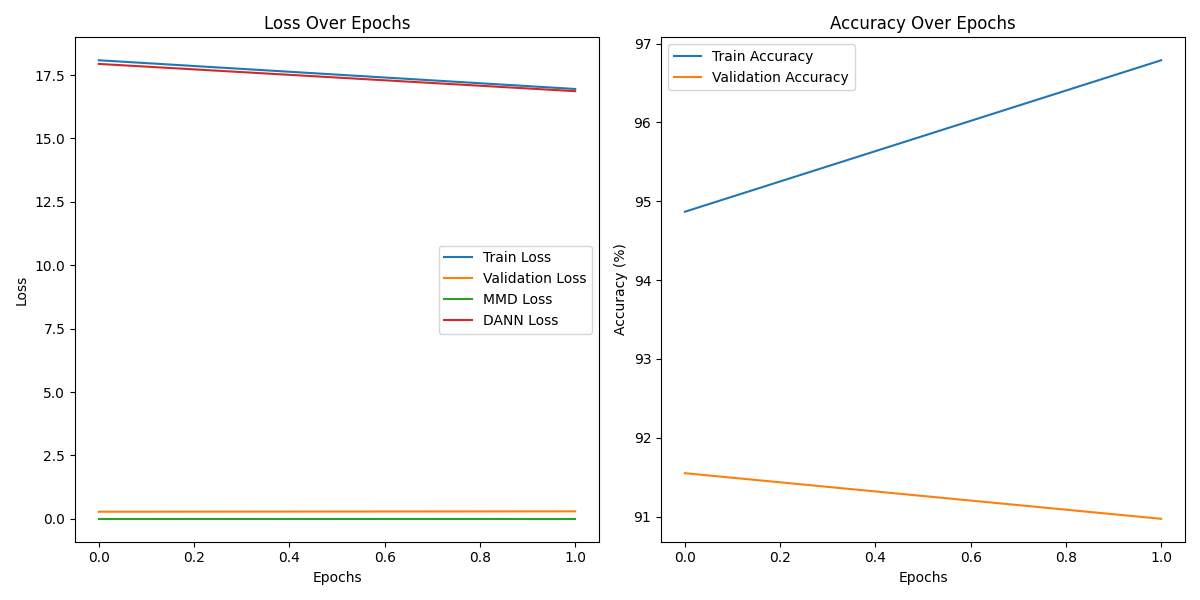 Loss Over Epochs
Loss
17.5
15.0
12.5
10.0
7.5
5.0
2.5
0.0
Train Loss
Validation Loss
MMD Loss
DANN Loss
0.0 0.2 0.4 0.6 0.8 1.0
Epochs
Accuracy Over Epochs
Accuracy (%)
97
96
95
94
93
92
91
Train Accuracy
Validation Accuracy
0.0 0.2 0.4 0.6 0.8 1.0
Epochs